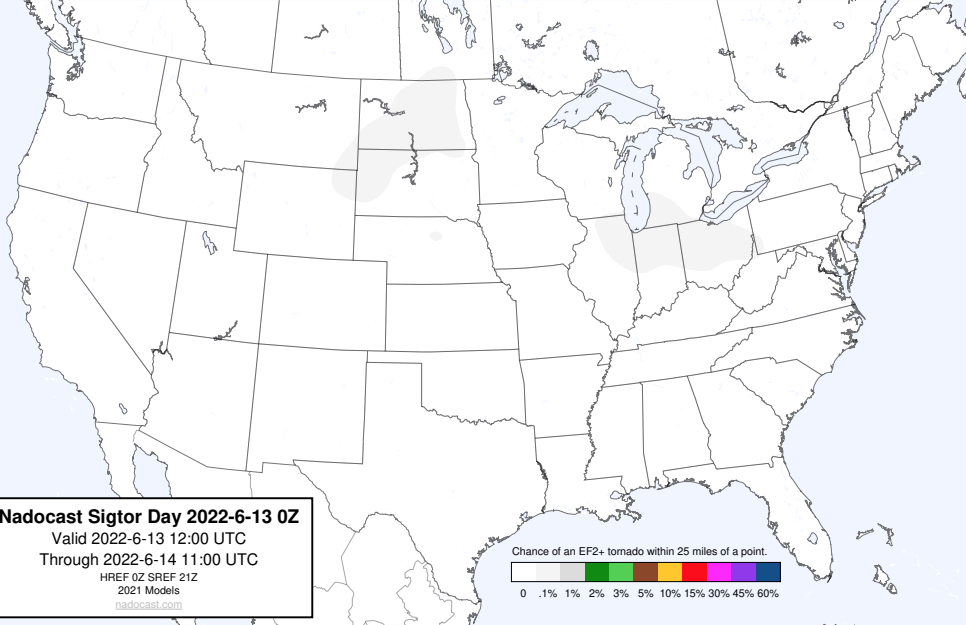 Nadocast Sigtor Day 2022-6-13 0Z
Valid 2022-6-13 12:00 UTC
Through 2022-6-14 11:00 UTC
HREF 0Z SREF 21Z
2021 Models
nadocast.com
Chance of an EF2+ tornado within 25 miles of a point.
0 .1% 1% 2% 3% 5% 10% 15% 30% 45% 60%